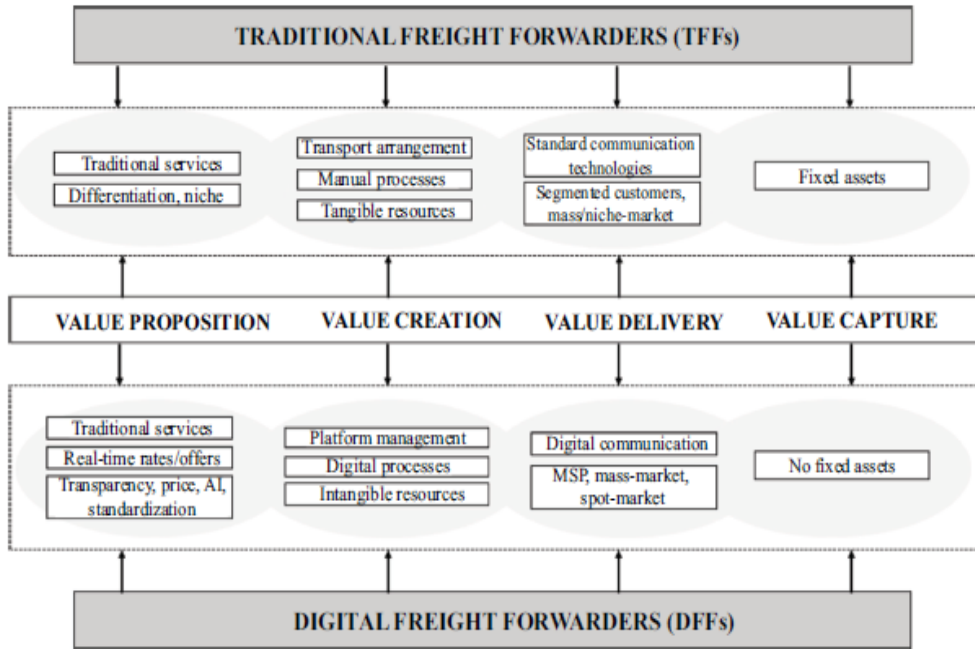 TRADITIONAL FREIGHT FORWARDERS (TFFs)
Traditional services
Differentiation, niche
Transport arrangement
Manual processes
Tangible resources
Standard communication
technologies
Segmented customers,
mass/niche-market
Fixed assets
VALUE PROPOSITION
VALUE CREATION
VALUE DELIVERY
VALUE CAPTURE
Traditional services
Real-time rates/offers
Transparency, price, AI,
standardization
Platform management
Digital processes
Intangible resources
Digital communication
MSP, mass-market,
spot-market
No fixed assets
DIGITAL FREIGHT FORWARDERS (DFFs)